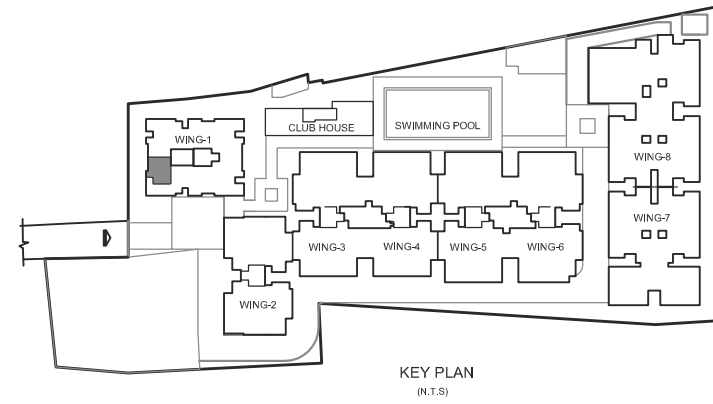 CLUB HOUSE
SWIMMING POOL
WING-1
WING-8
WING-7
WING-3
WING-4
WING-5
WING-6
WING-2
KEY PLAN
(N.T.S)